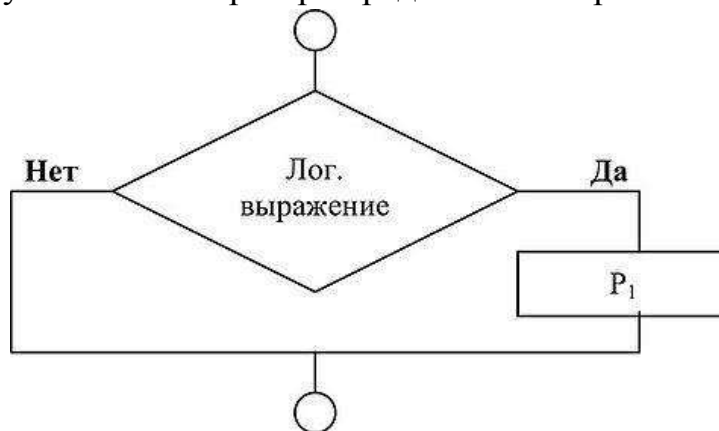 Нет
Лог.
выражение
Да
P₁